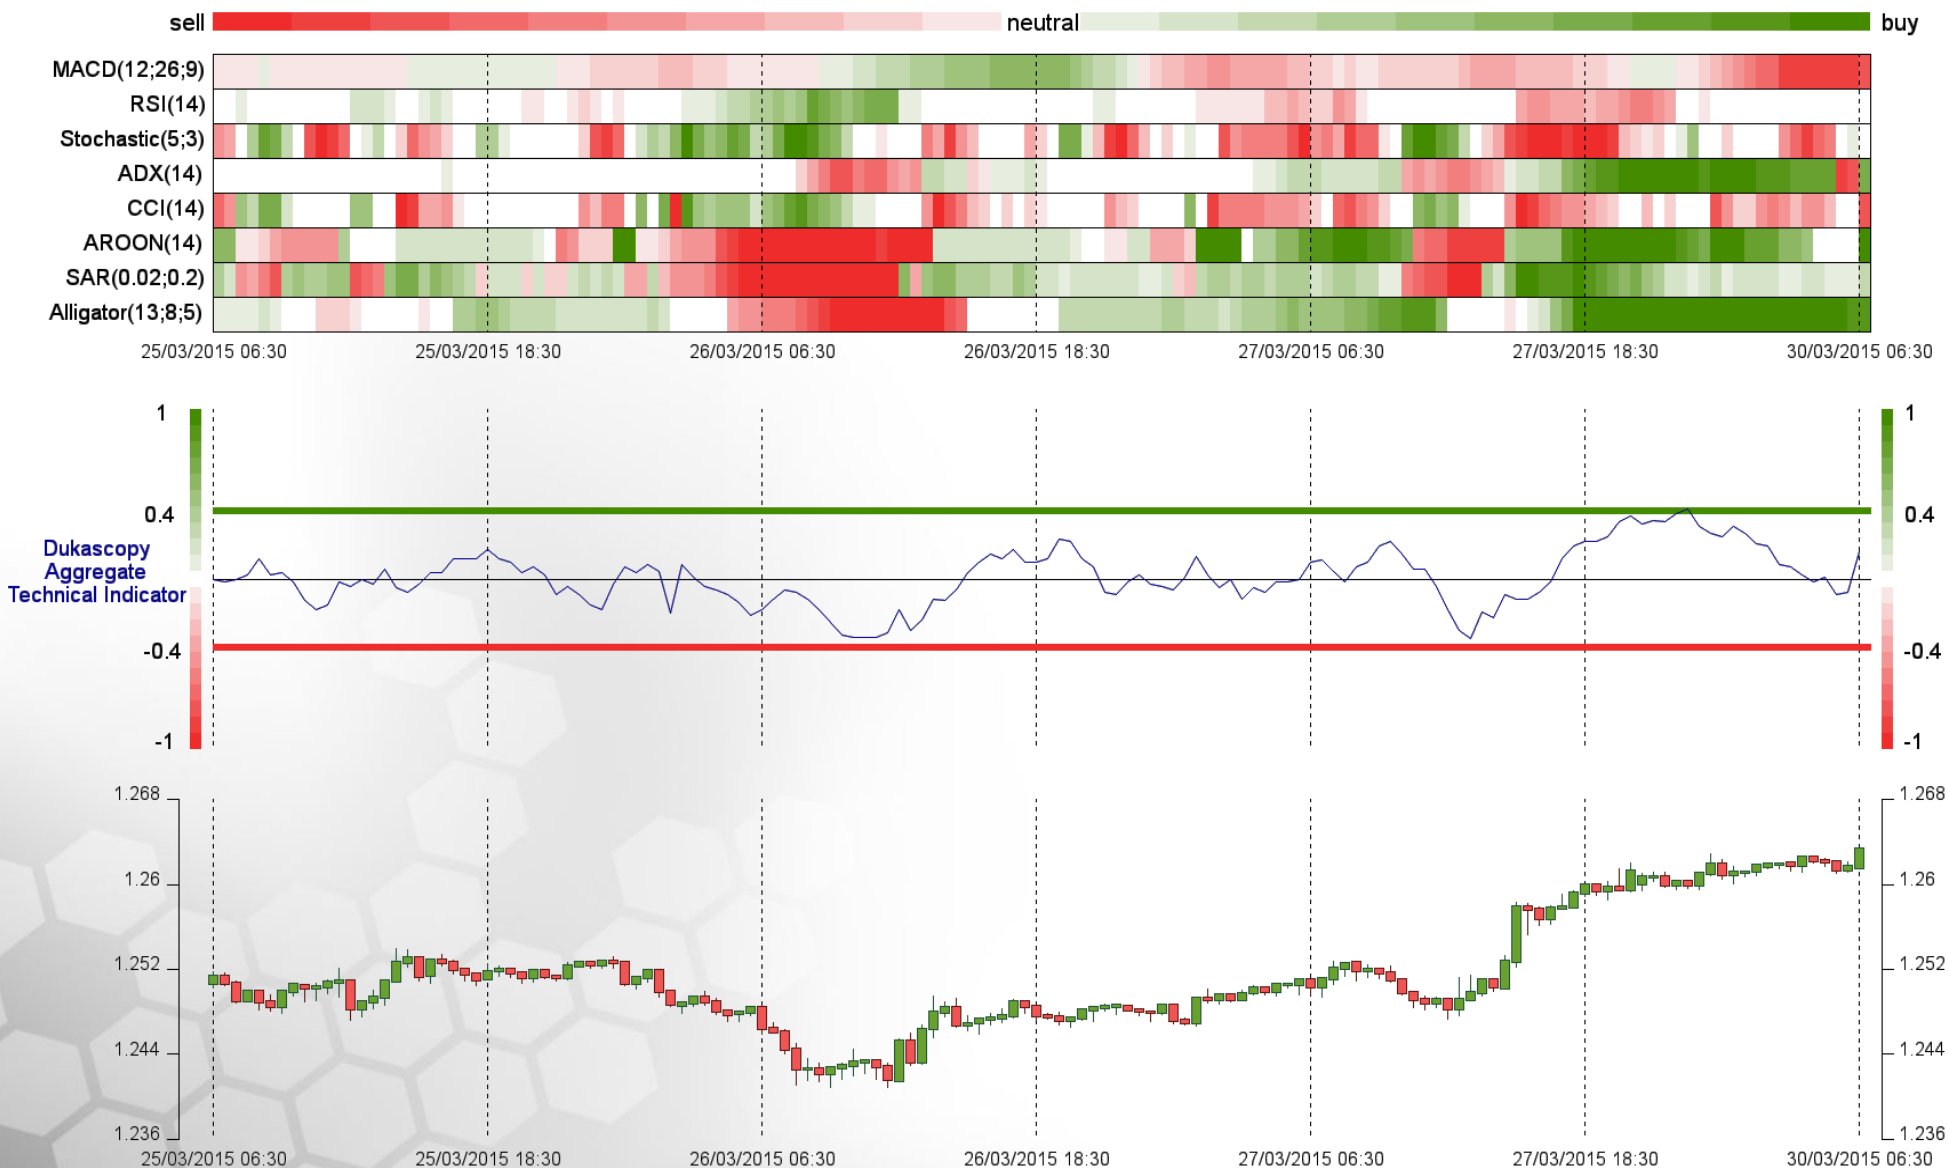 sell neutral buy
MACD(12;26;9)
RSI(14)
Stochastic(5;3)
ADX(14)
CCI(14)
AROON(14)
SAR(0.02;0.2)
Alligator(13;8;5)
25/03/2015 06:30 25/03/2015 18:30 26/03/2015 06:30 26/03/2015 18:30 27/03/2015 06:30 27/03/2015 18:30 30/03/2015 06:30
1 1
0.4 0.4
Dukascopy
Aggregate
Technical Indicator
-0.4 -0.4
-1 -1
1.268 1.268
1.26 1.26
1.252 1.252
1.244 1.244
1.236 1.236
25/03/2015 06:30 25/03/2015 18:30 26/03/2015 06:30 26/03/2015 18:30 27/03/2015 06:30 27/03/2015 18:30 30/03/2015 06:30